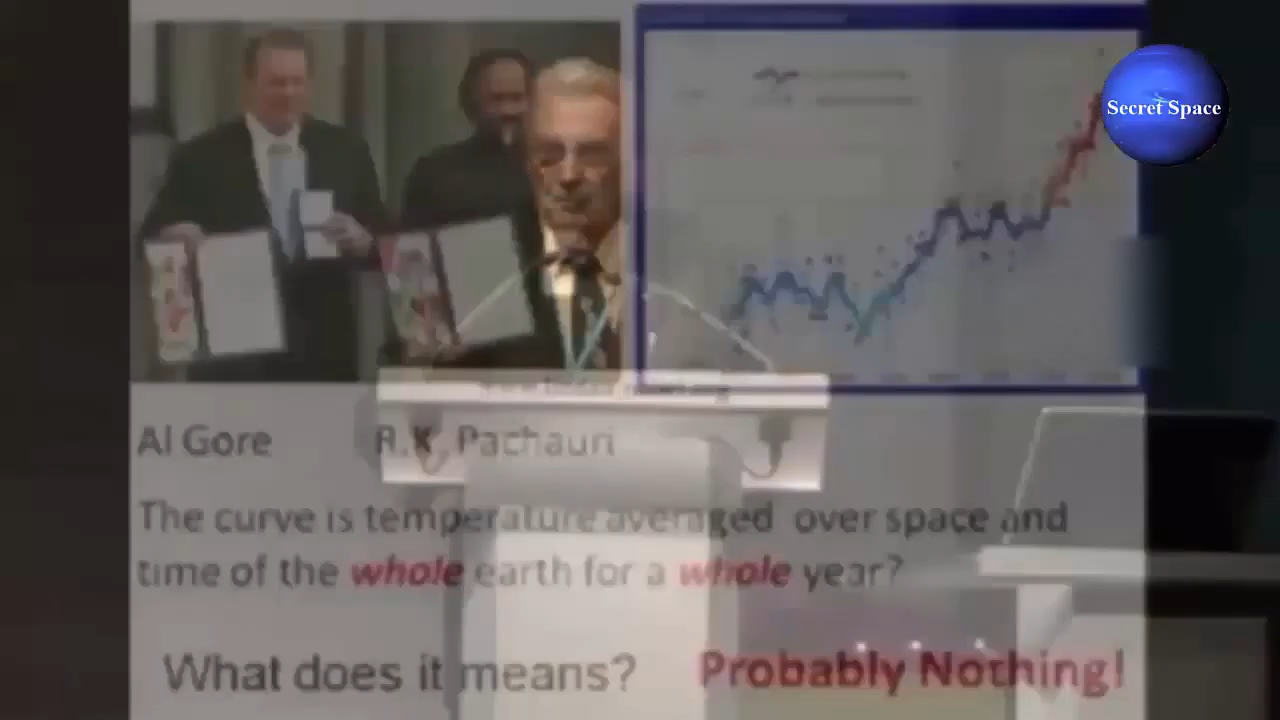 Secret Space
Al Gore R.K. Pachauri
The curve is temperature averaged over space and
time of the whole earth for a whole year?
What does it means? Probably Nothing!